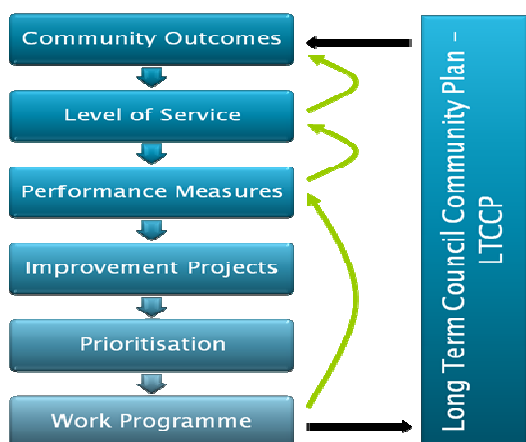 Community Outcomes
Level of Service
Performance Measures
Improvement Projects
Prioritisation
Work Programme
Long Term Council Community Plan –
LTCCP